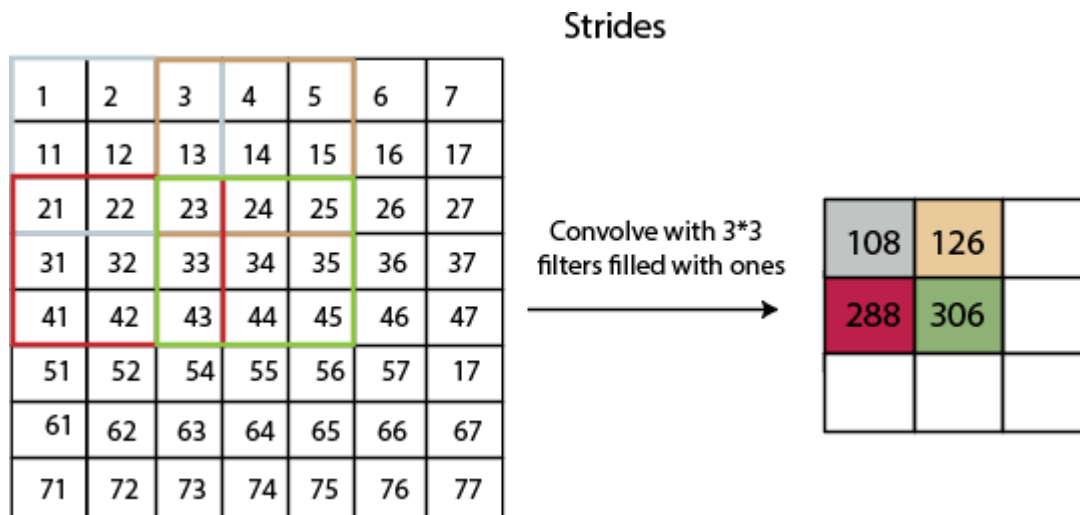 Strides
1 2 3 4 5 6 7
11 12 13 14 15 16 17
21 22 23 24 25 26 27
31 32 33 34 35 36 37
41 42 43 44 45 46 47
51 52 54 55 56 57 17
61 62 63 64 65 66 67
71 72 73 74 75 76 77
Convolve with 3*3
filters filled with ones
108 126
288 306